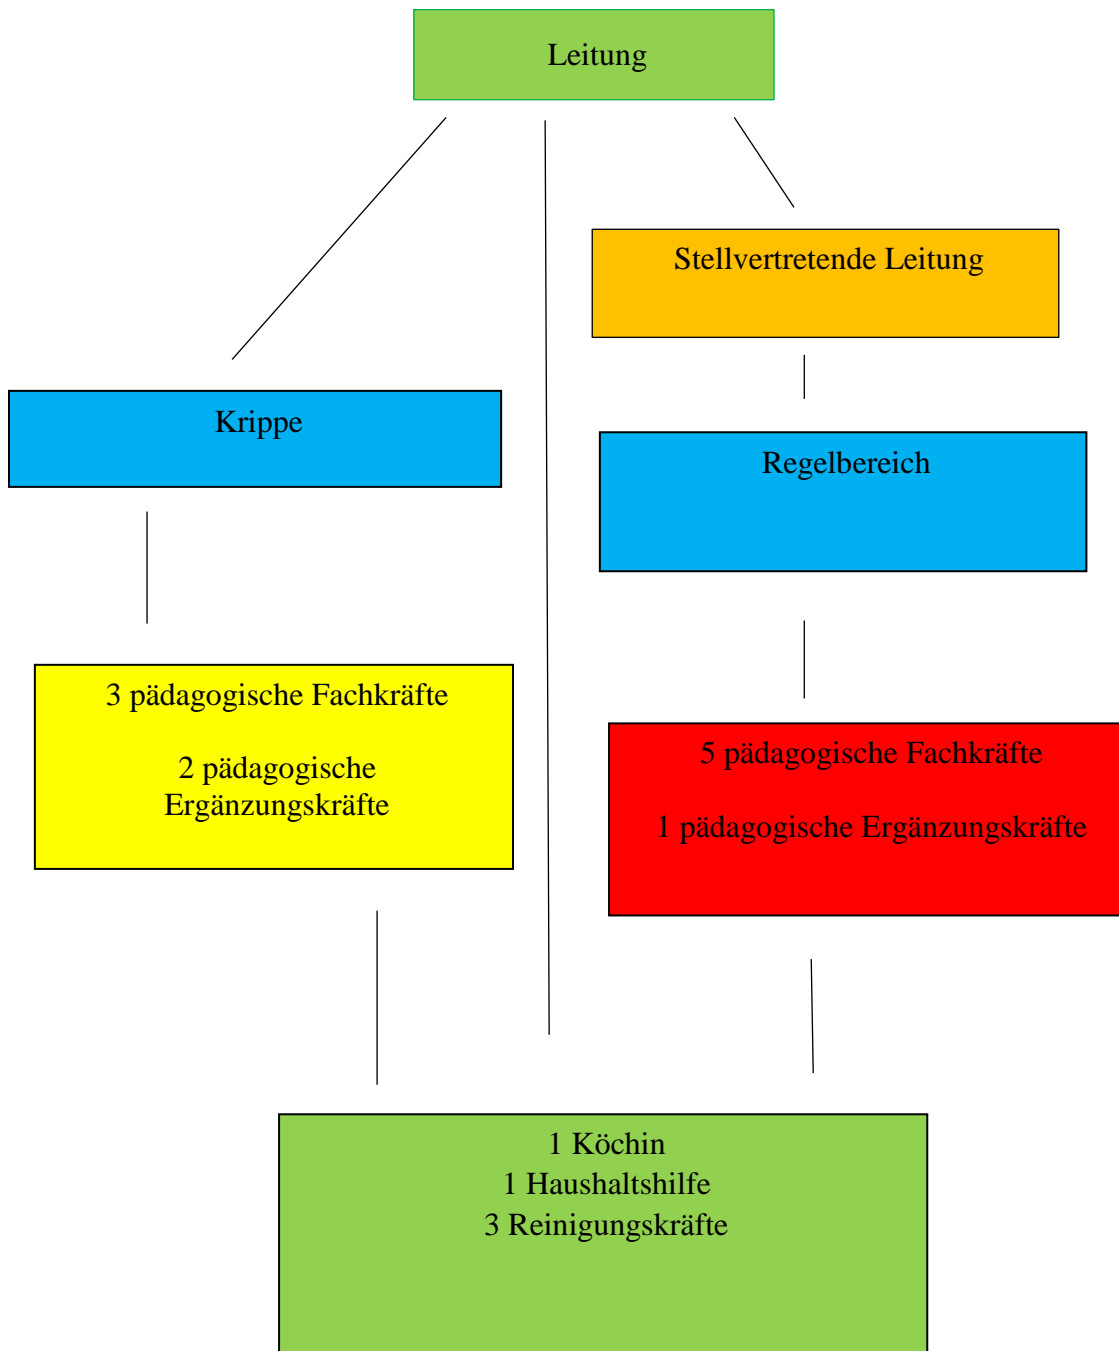 Leitung
Stellvertretende Leitung
Krippe
Regelbereich
3 pädagogische Fachkräfte
2 pädagogische
Ergänzungskräfte
5 pädagogische Fachkräfte
1 pädagogische Ergänzungskräfte
1 Köchin
1 Haushaltshilfe
3 Reinigungskräfte